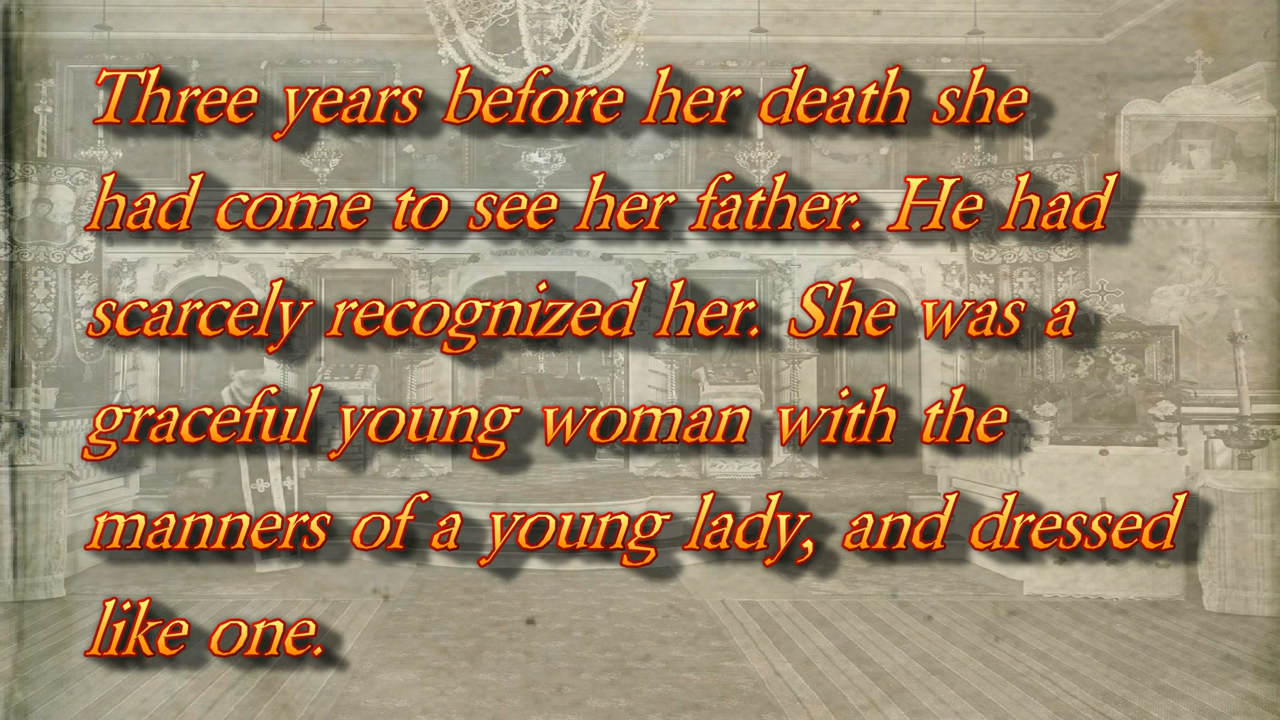 Three years before her death she
had come to see her father. He had
scarcely recognized her. She was a
graceful young woman with the
manners of a young lady, and dressed
like one.